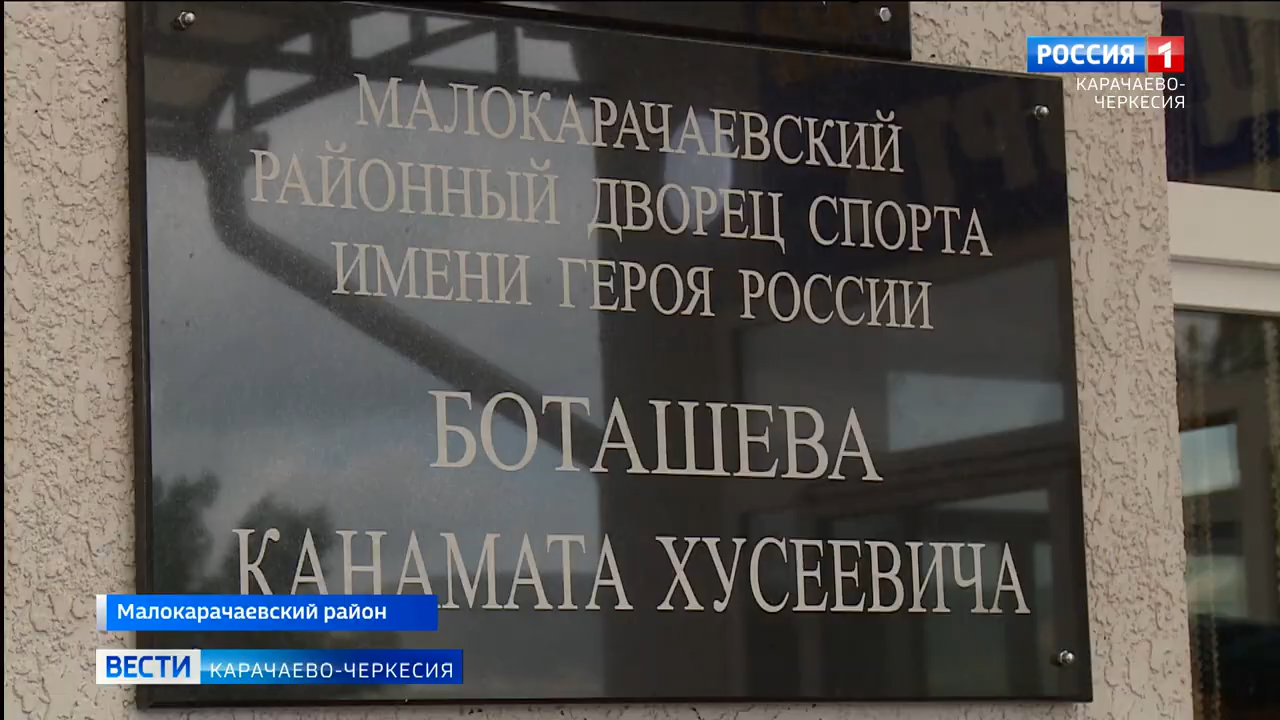 РОССИЯ 1
КАРАЧАЕВО-
ЧЕРКЕСИЯ
МАЛОКАРАЧАЕВСКИЙ
РАЙОННЫЙ ДВОРЕЦ СПОРТА
ИМЕНИ ГЕРОЯ РОССИИ
БОТАШЕВА
КАНАМАТА ХУСЕЕВИЧА
Малокарачаевский район
ВЕСТИ КАРАЧАЕВО-ЧЕРКЕСИЯ